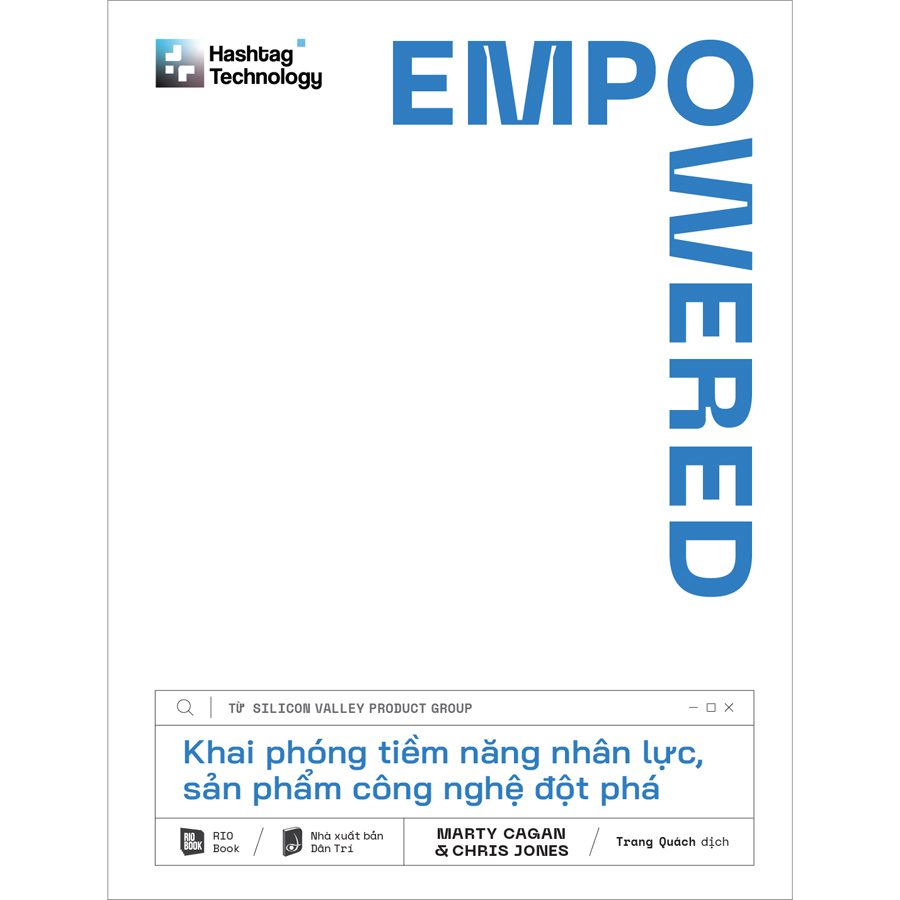 Hashtag
Technology
EMPOWERED
TỪ SILICON VALLEY PRODUCT GROUP
Khai phóng tiềm năng nhân lực,
sản phẩm công nghệ đột phá
RIO
BOOK
RIO
Book
Nhà xuất bản
Dân Trí
MARTY CAGAN
& CHRIS JONES
Trang Quách dịch